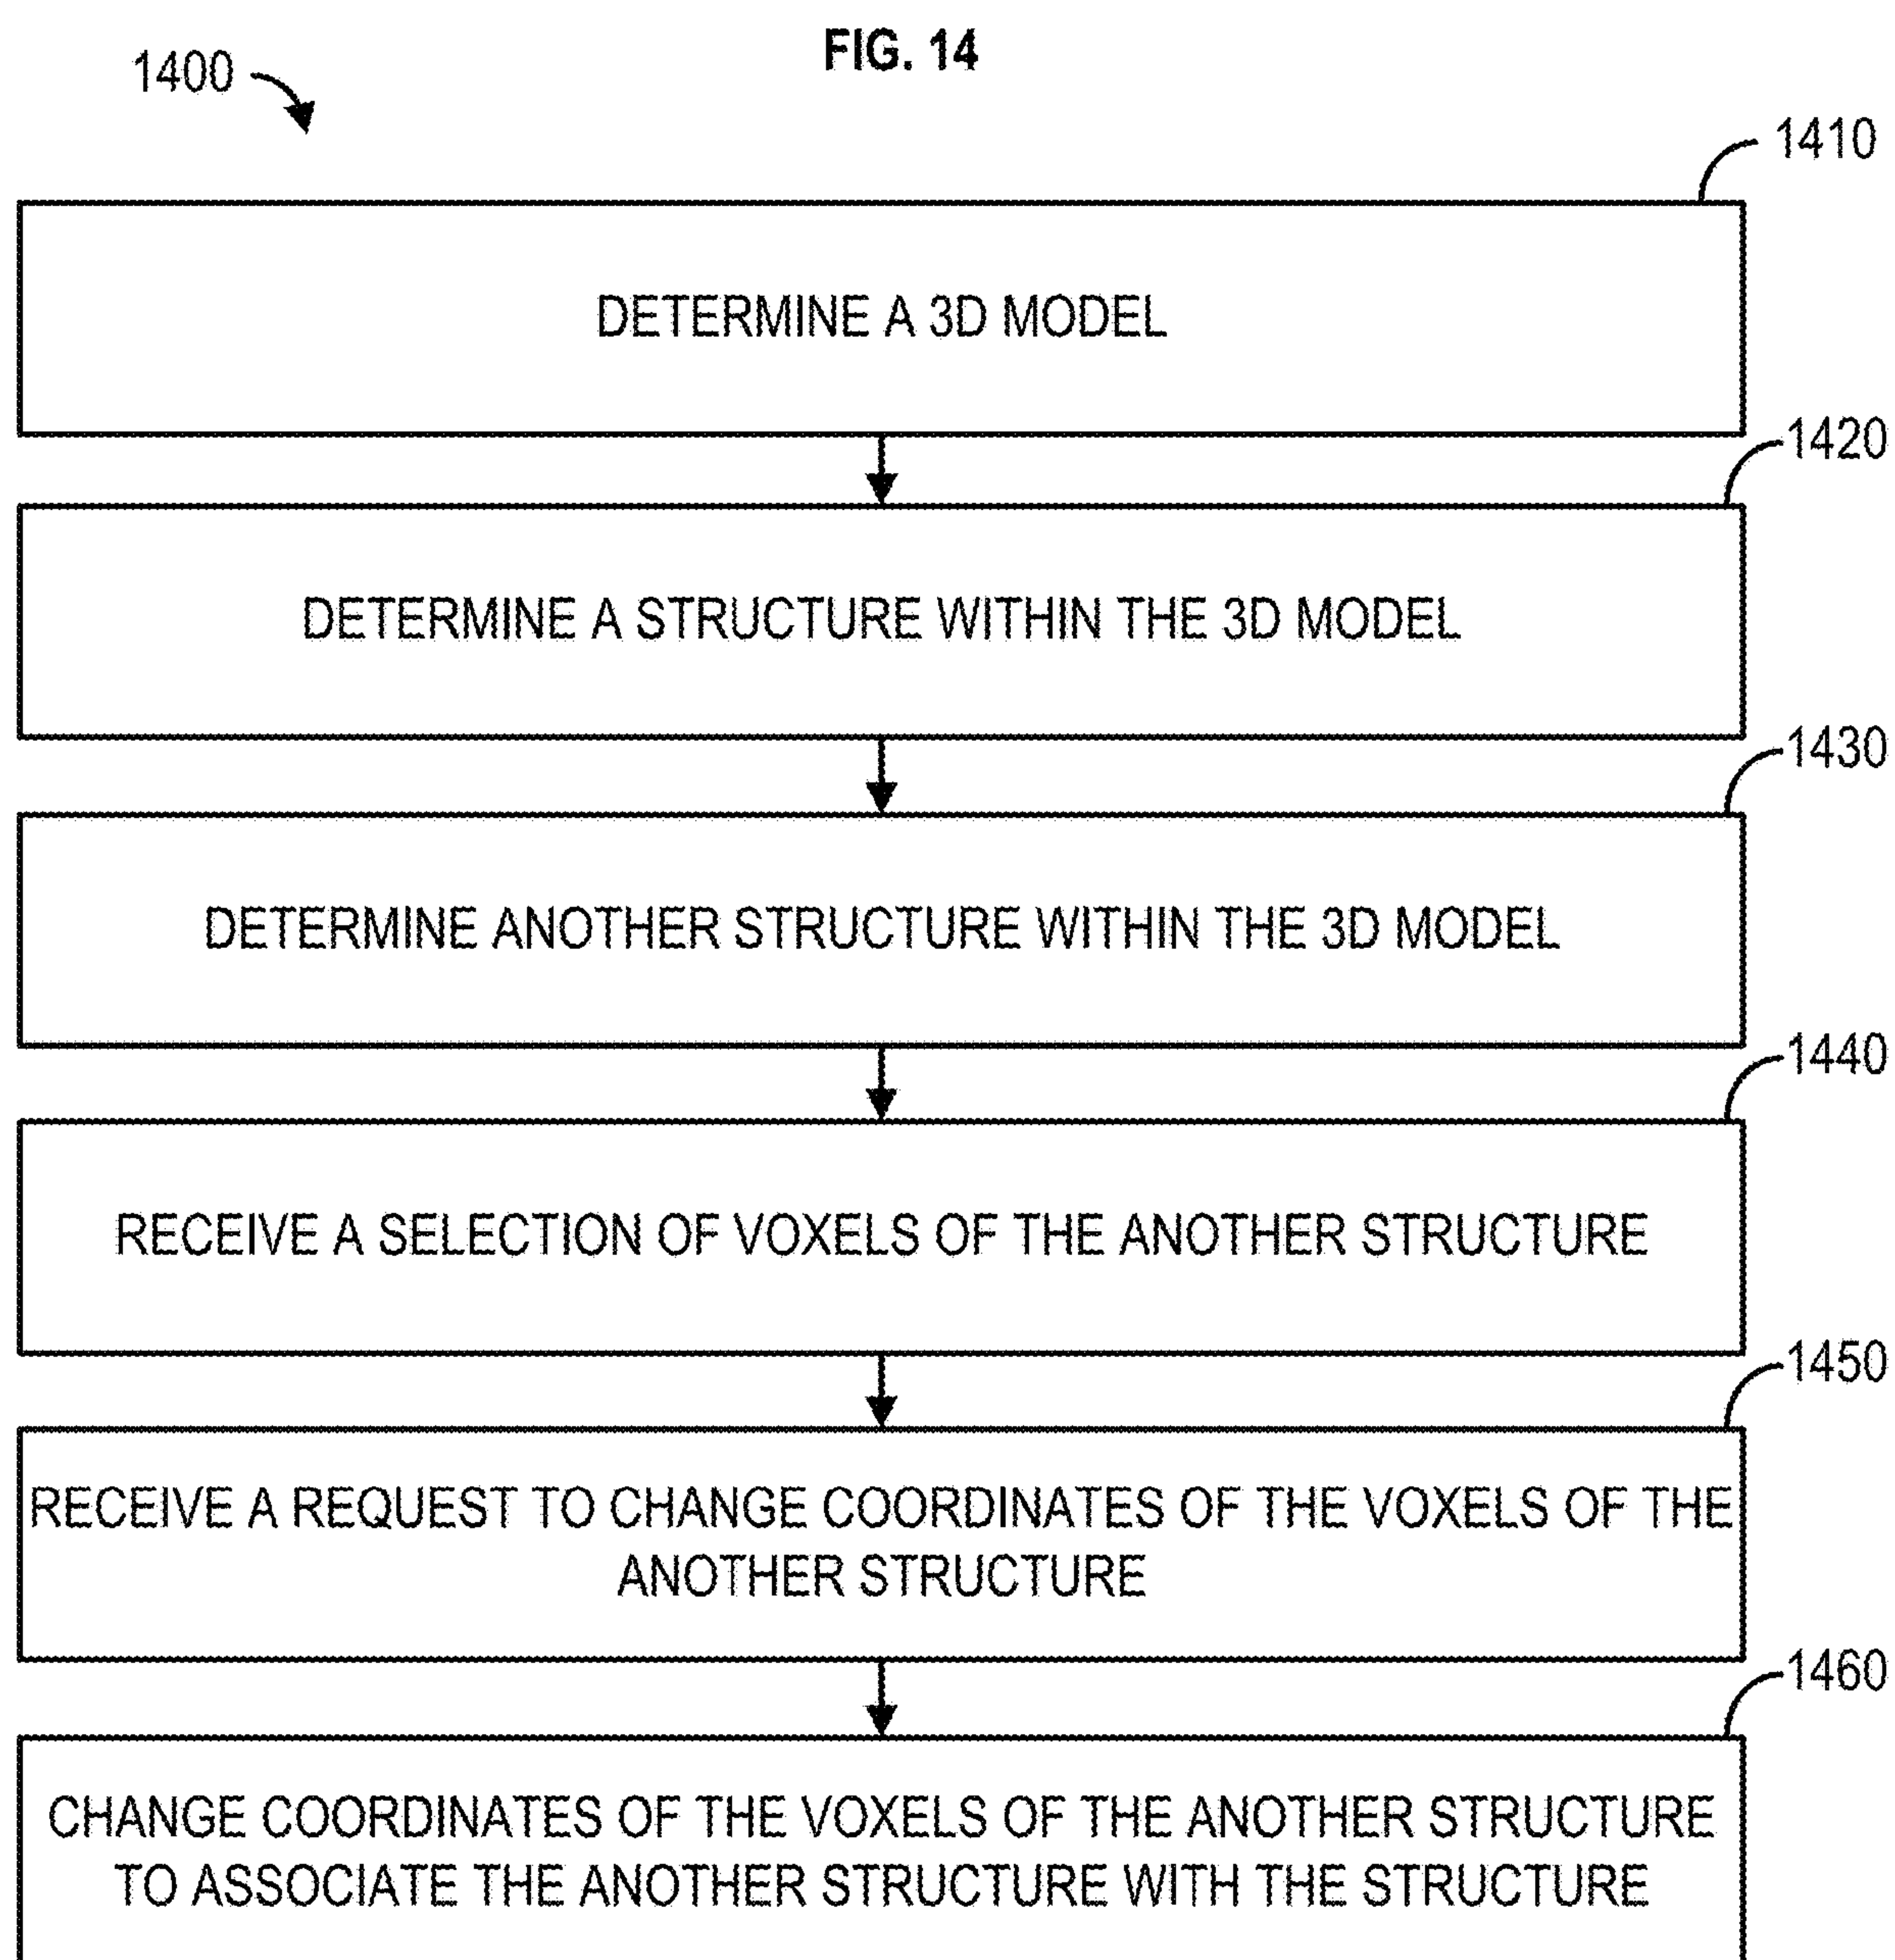 FIG. 14
1400
1410
DETERMINE A 3D MODEL
1420
DETERMINE A STRUCTURE WITHIN THE 3D MODEL
1430
DETERMINE ANOTHER STRUCTURE WITHIN THE 3D MODEL
1440
RECEIVE A SELECTION OF VOXELS OF THE ANOTHER STRUCTURE
1450
RECEIVE A REQUEST TO CHANGE COORDINATES OF THE VOXELS OF THE
ANOTHER STRUCTURE
1460
CHANGE COORDINATES OF THE VOXELS OF THE ANOTHER STRUCTURE
TO ASSOCIATE THE ANOTHER STRUCTURE WITH THE STRUCTURE